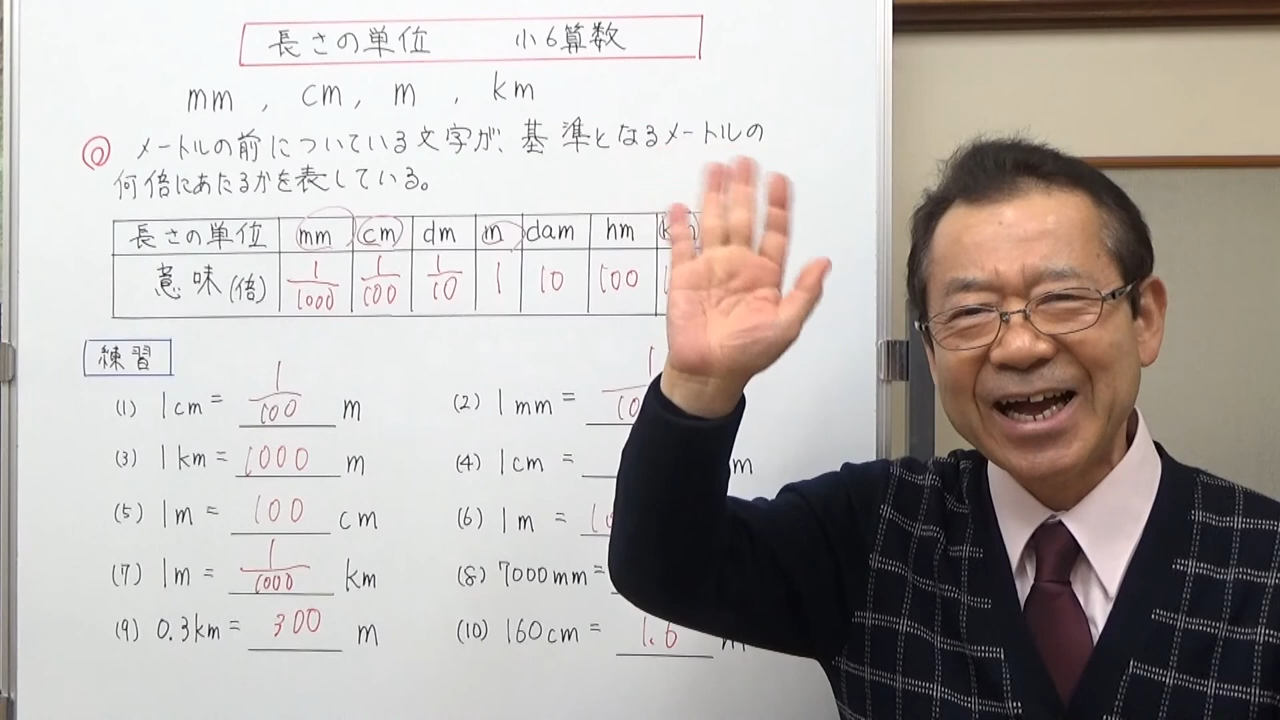 長さの単位 小6算数
mm , cm, m , km
◎ メートルの前についている文字が、基準となるメートルの
何倍にあたるかを表している。
長さの単位 mm cm dm m dam hm
意味(倍) 1/1000 1/100 1/10 1 10 100
練習
(1) 1cm = 1/100 m (2) 1mm =
(3) 1km = 1000 m (4) 1cm = m
(5) 1m = 100 cm (6) 1m =
(7) 1m = 1/1000 km (8) 7000mm=
(9) 0.3km = 300 m (10) 160cm = 1.6 m